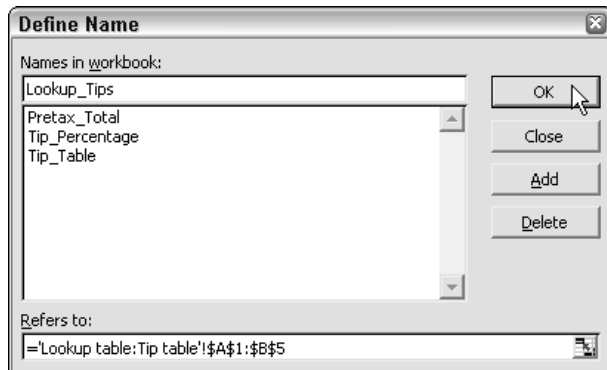 Define Name
Names in workbook:
Lookup_Tips
Pretax_Total
Tip_Percentage
Tip_Table
OK
Close
Add
Delete
Refers to:
='Lookup table:Tip table'!$A$1:$B$5